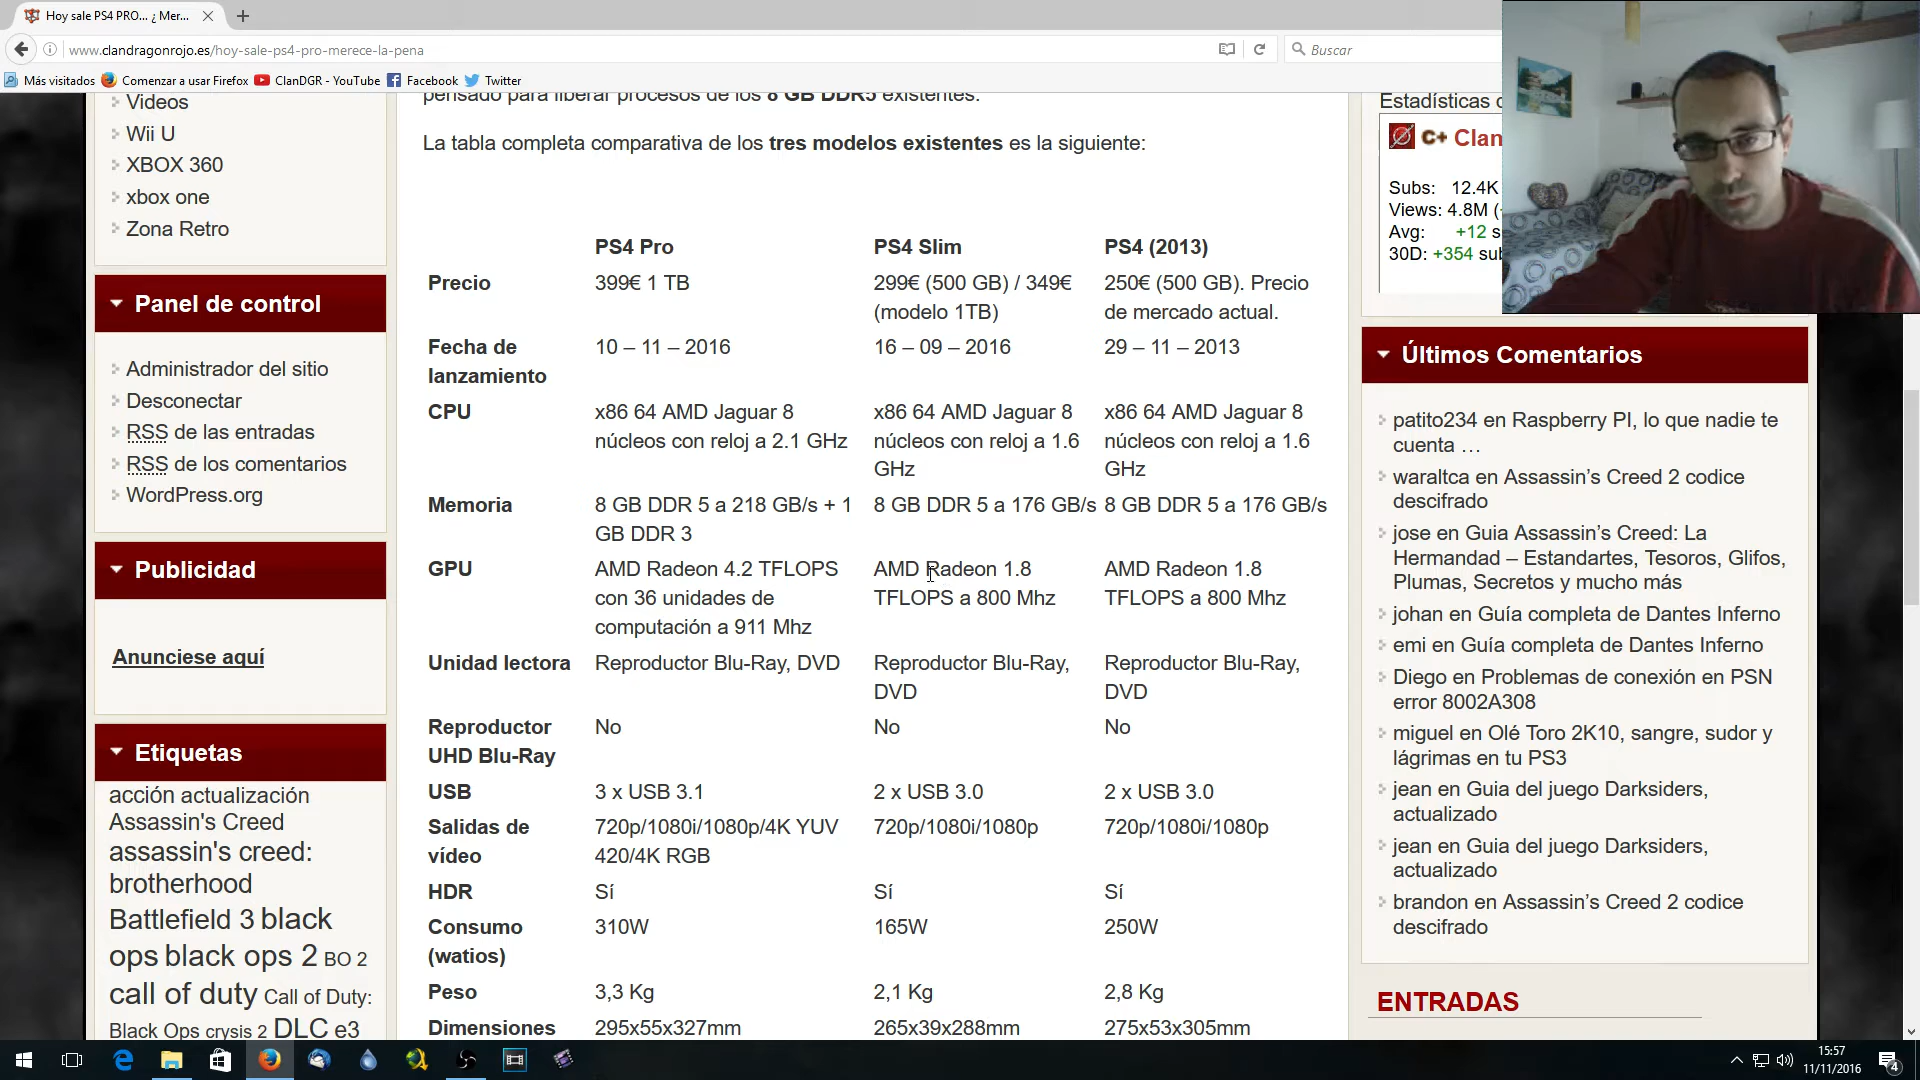 Hoy sale PS4 PRO... ¿ Mer...
www.clandragonrojo.es/hoy-sale-ps4-pro-merece-la-pena
Buscar
Más visitados Comenzar a usar Firefox ClanDGR - YouTube Facebook Twitter
Videos
Wii U
XBOX 360
xbox one
Zona Retro
Panel de control
Administrador del sitio
Desconectar
RSS de las entradas
RSS de los comentarios
WordPress.org
Publicidad
Anunciese aquí
Etiquetas
acción actualización
Assassin's Creed
assassin's creed:
brotherhood
Battlefield 3 black
ops black ops 2 BO 2
call of duty Call of Duty:
Black Ops crysis 2 DLC e3
pensado para liberar procesos de los 8 GB DDR5 existentes.
La tabla completa comparativa de los tres modelos existentes es la siguiente:
PS4 Pro PS4 Slim PS4 (2013)
Precio 399€ 1 TB 299€ (500 GB) / 349€ 250€ (500 GB). Precio
(modelo 1TB) de mercado actual.
Fecha de 10 – 11 – 2016 16 – 09 – 2016 29 – 11 – 2013
lanzamiento
CPU x86 64 AMD Jaguar 8 x86 64 AMD Jaguar 8 x86 64 AMD Jaguar 8
núcleos con reloj a 2.1 GHz núcleos con reloj a 1.6 núcleos con reloj a 1.6
GHz GHz
Memoria 8 GB DDR 5 a 218 GB/s + 1 8 GB DDR 5 a 176 GB/s 8 GB DDR 5 a 176 GB/s
GB DDR 3
GPU AMD Radeon 4.2 TFLOPS AMD Radeon 1.8 AMD Radeon 1.8
con 36 unidades de TFLOPS a 800 Mhz TFLOPS a 800 Mhz
computación a 911 Mhz
Unidad lectora Reproductor Blu-Ray, DVD Reproductor Blu-Ray, Reproductor Blu-Ray,
DVD DVD
Reproductor No No No
UHD Blu-Ray
USB 3 x USB 3.1 2 x USB 3.0 2 x USB 3.0
Salidas de 720p/1080i/1080p/4K YUV 720p/1080i/1080p 720p/1080i/1080p
vídeo 420/4K RGB
HDR Sí Sí Sí
Consumo 310W 165W 250W
(watios)
Peso 3,3 Kg 2,1 Kg 2,8 Kg
Dimensiones 295x55x327mm 265x39x288mm 275x53x305mm
Estadísticas
C+ Clan
Subs: 12.4K
Views: 4.8M
Avg: +12
30D: +354
Últimos Comentarios
patito234 en Raspberry PI, lo que nadie te
cuenta …
waraltca en Assassin’s Creed 2 codice
descifrado
jose en Guia Assassin’s Creed: La
Hermandad – Estandartes, Tesoros, Glifos,
Plumas, Secretos y mucho más
johan en Guía completa de Dantes Inferno
emi en Guía completa de Dantes Inferno
Diego en Problemas de conexión en PSN
error 8002A308
miguel en Olé Toro 2K10, sangre, sudor y
lágrimas en tu PS3
jean en Guia del juego Darksiders,
actualizado
jean en Guia del juego Darksiders,
actualizado
brandon en Assassin’s Creed 2 codice
descifrado
ENTRADAS
15:57
11/11/2016
4